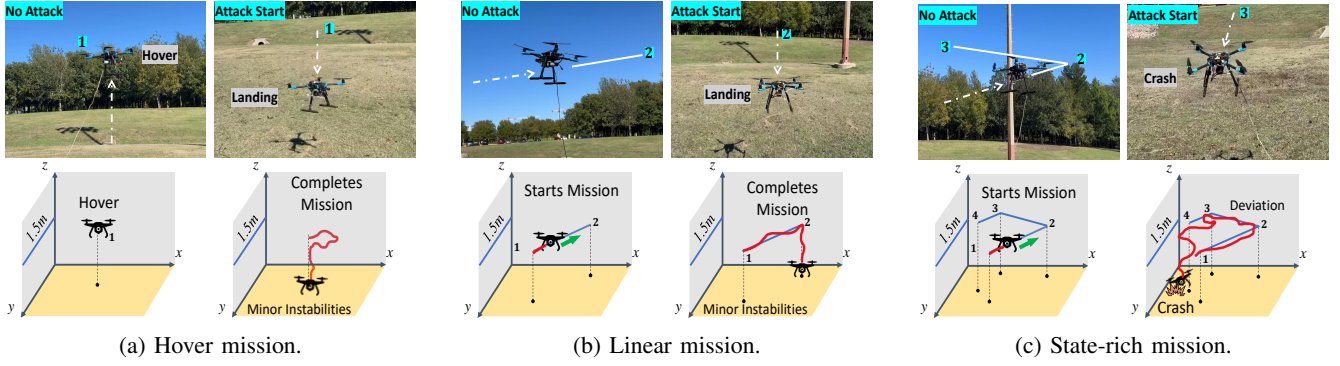 No Attack
1
Hover
Attack Start
1
Landing
No Attack
2
Attack Start
2
Landing
No Attack
3
2
Attack Start
3
Crash
z
Hover
1.5m
1
x
y
z
Completes
Mission
1.5m
x
y
Minor Instabilities
z
Starts Mission
1.5m
1
2
x
y
z
Completes
Mission
1.5m
2
1
x
y
Minor Instabilities
z
Starts Mission
1.5m
4
3
2
1
x
y
z
Deviation
1.5m
4
3
2
1
x
y
Crash
(a) Hover mission.
(b) Linear mission.
(c) State-rich mission.